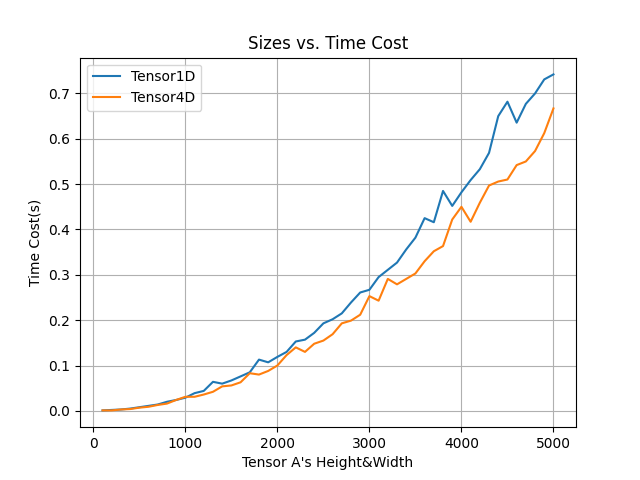 Sizes vs. Time Cost
Tensor1D
Tensor4D
0.7
0.6
0.5
0.4
0.3
0.2
0.1
0.0
Time Cost(s)
0 1000 2000 3000 4000 5000
Tensor A's Height&Width